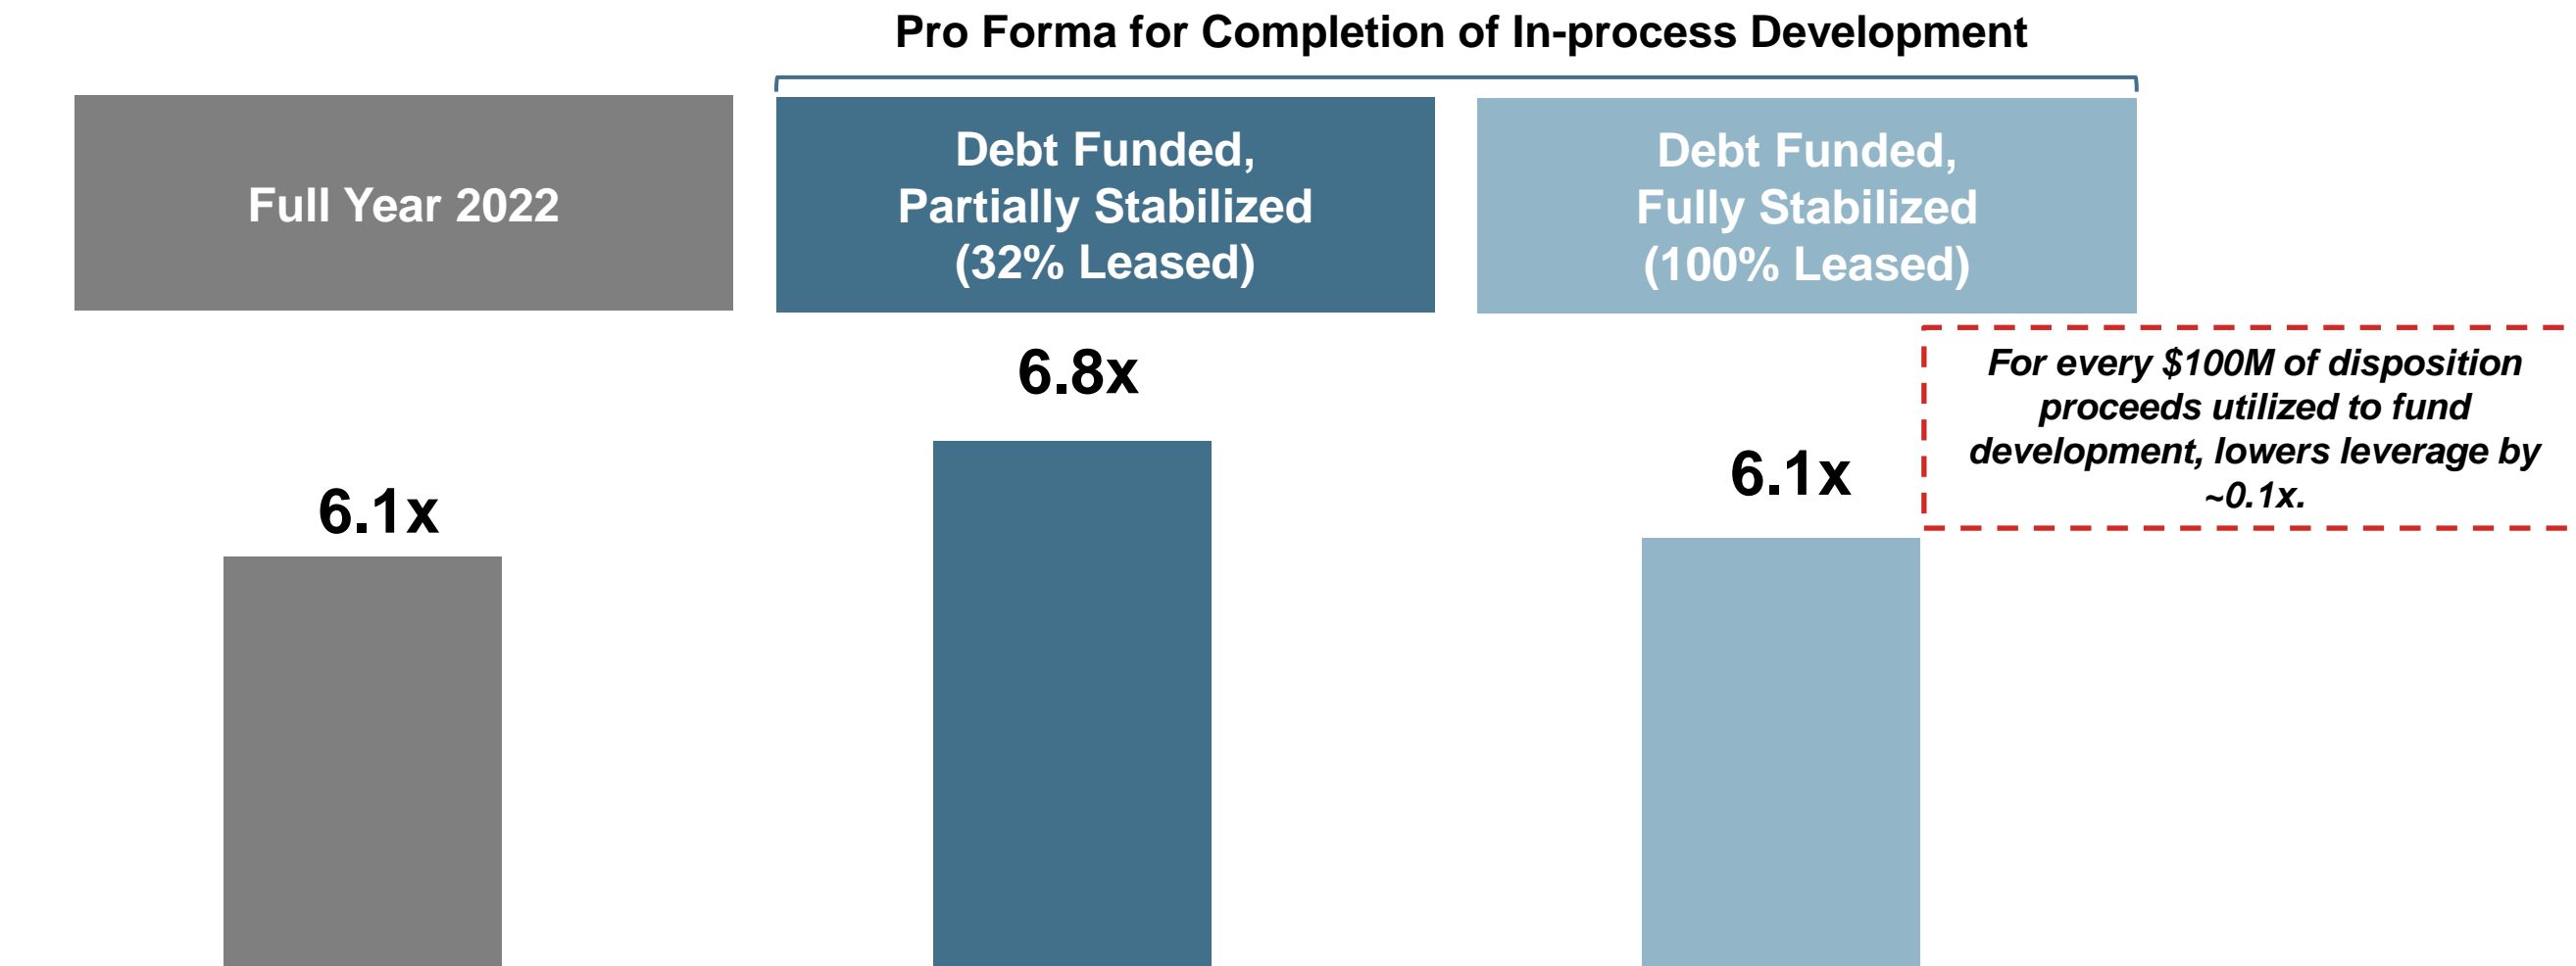 Pro Forma for Completion of In-process Development
Full Year 2022
Debt Funded,
Partially Stabilized
(32% Leased)
Debt Funded,
Fully Stabilized
(100% Leased)
6.1x
6.8x
6.1x
For every $100M of disposition
proceeds utilized to fund
development, lowers leverage by
~0.1x.